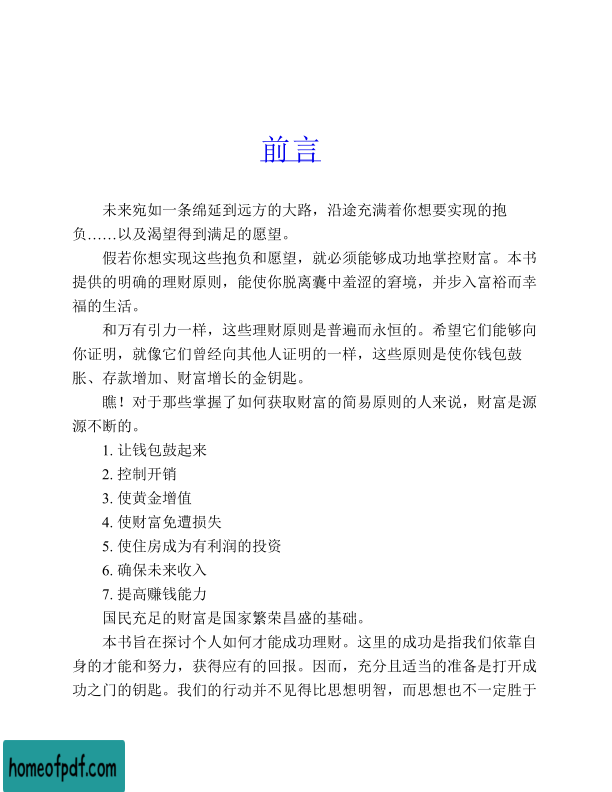 前言
未来宛如一条绵延到远方的大路，沿途充满着你想要实现的抱
负……以及渴望得到满足的愿望。
假若你想实现这些抱负和愿望，就必须能够成功地掌控财富。本书
提供的明确的理财原则，能使你脱离囊中羞涩的窘境，并步入富裕而幸
福的生活。
和万有引力一样，这些理财原则是普遍而永恒的。希望它们能够向
你证明，就像它们曾经向其他人证明的一样，这些原则是使你钱包鼓
胀、存款增加、财富增长的金钥匙。
瞧！对于那些掌握了如何获取财富的简易原则的人来说，财富是源
源不断的。
1. 让钱包鼓起来
2. 控制开销
3. 使黄金增值
4. 使财富免遭损失
5. 使住房成为有利润的投资
6. 确保未来收入
7. 提高赚钱能力
国民充足的财富是国家繁荣昌盛的基础。
本书旨在探讨个人如何才能成功理财。这里的成功是指我们依靠自
身的才能和努力，获得应有的回报。因而，充分且适当的准备是打开成
功之门的钥匙。我们的行动并不见得比思想明智，而思想也不一定胜于
homeofpdf.com